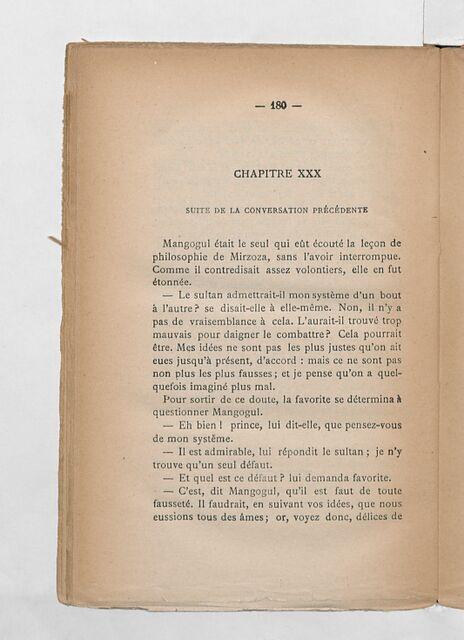 — 180 —
CHAPITRE XXX
SUITE DE LA CONVERSATION PRÉCÉDENTE
Mangogul était le seul qui eût écouté la leçon de
philosophie de Mirzoza, sans l'avoir interrompue.
Comme il contredisait assez volontiers, elle en fut
étonnée.
— Le sultan admettrait-il mon système d'un bout
à l'autre? se disait-elle à elle-même. Non, il n'y a
pas de vraisemblance à cela. L'aurait-il trouvé trop
mauvais pour daigner le combattre? Cela pourrait
être. Mes idées ne sont pas les plus justes qu'on ait
eues jusqu'à présent, d'accord : mais ce ne sont pas
non plus les plus fausses; et je pense qu'on a quel-
quefois imaginé plus mal.
Pour sortir de ce doute, la favorite se détermina à
questionner Mangogul.
— Eh bien! prince, lui dit-elle, que pensez-vous
de mon système.
— Il est admirable, lui répondit le sultan; je n'y
trouve qu'un seul défaut.
— Et quel est ce défaut? lui demanda favorite.
— C'est, dit Mangogul, qu'il est faut de toute
fausseté. Il faudrait, en suivant vos idées, que nous
eussions tous des âmes; or, voyez donc, délices de